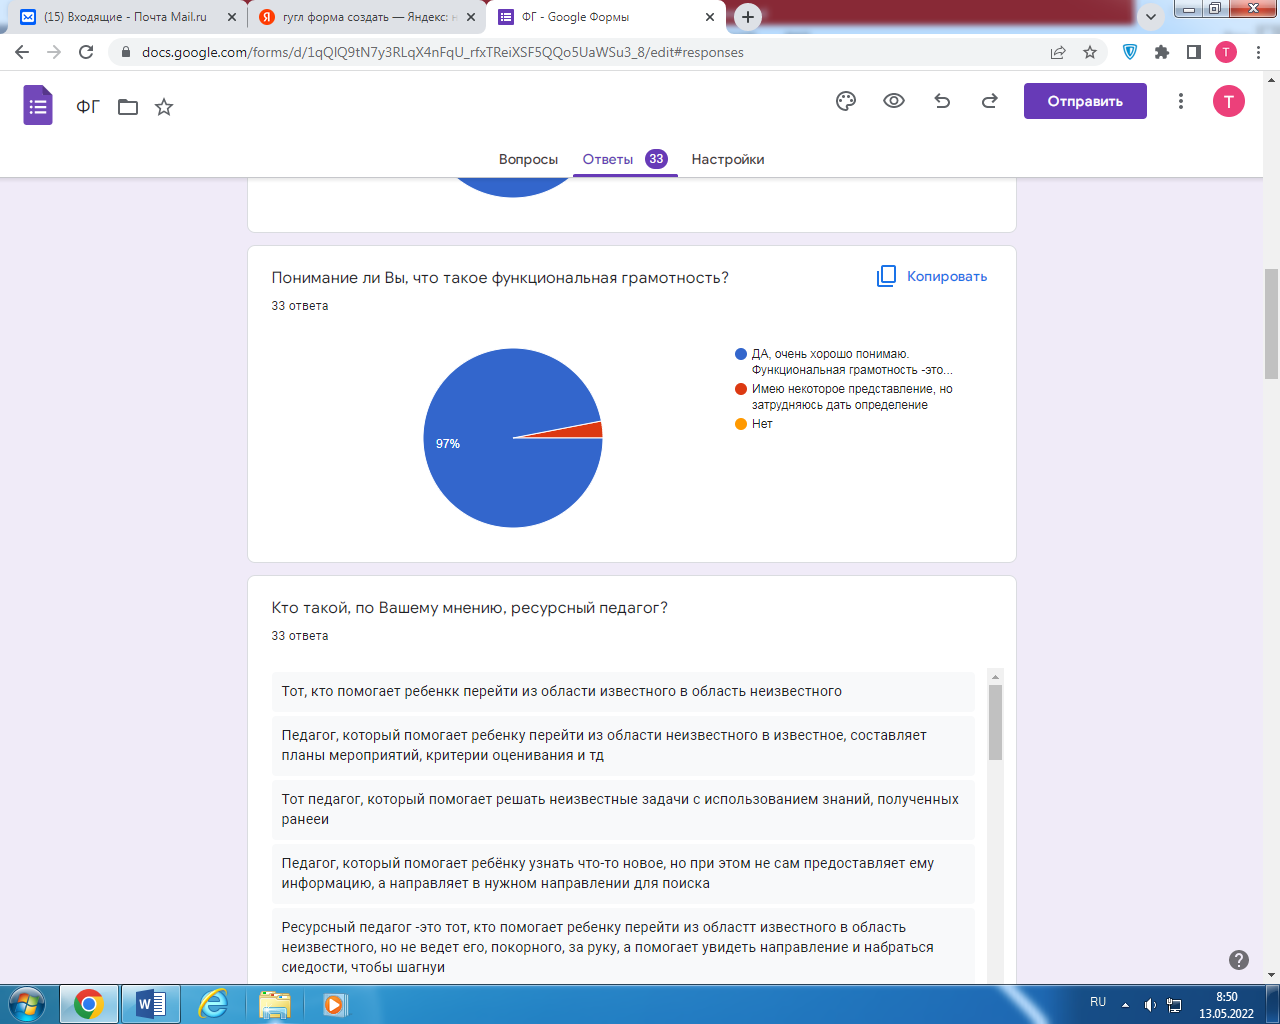 (15) Входящие - Почта Mail.ru
гугл форма создать — Яндекс: н
ФГ - Google Формы
docs.google.com/forms/d/1qQIQ9tN7y3RLqX4nFqU_rfxTReiXSF5QQo5UaWSu3_8/edit#responses
T
ФГ
Отправить
T
Вопросы
Ответы 33
Настройки
Понимание ли Вы, что такое функциональная грамотность?
Копировать
33 ответа
97%
ДА, очень хорошо понимаю.
Функциональная грамотность -это...
Имею некоторое представление, но
затрудняюсь дать определение
Нет
Кто такой, по Вашему мнению, ресурсный педагог?
33 ответа
Тот, кто помогает ребенкк перейти из области известного в область неизвестного
Педагог, который помогает ребенку перейти из области неизвестного в известное, составляет
планы мероприятий, критерии оценивания и тд
Тот педагог, который помогает решать неизвестные задачи с использованием знаний, полученных
ранееи
Педагог, который помогает ребёнку узнать что-то новое, но при этом не сам предоставляет ему
информацию, а направляет в нужном направлении для поиска
Ресурсный педагог -это тот, кто помогает ребенку перейти из областт известного в область
неизвестного, но не ведет его, покорного, за руку, а помогает увидеть направление и набраться
сиедости, чтобы шагнуи
RU
8:50
13.05.2022